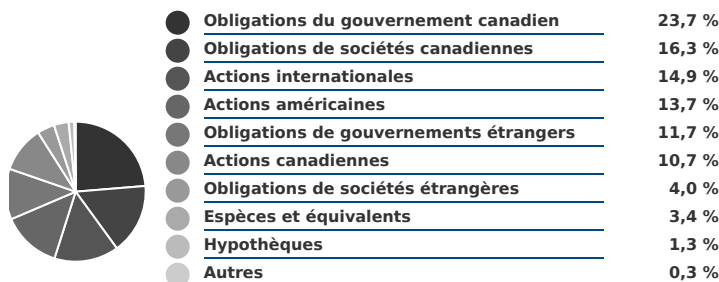 Obligations du gouvernement canadien 23,7 %
Obligations de sociétés canadiennes 16,3 %
Actions internationales 14,9 %
Actions américaines 13,7 %
Obligations de gouvernements étrangers 11,7 %
Actions canadiennes 10,7 %
Obligations de sociétés étrangères 4,0 %
Espèces et équivalents 3,4 %
Hypothèques 1,3 %
Autres 0,3 %